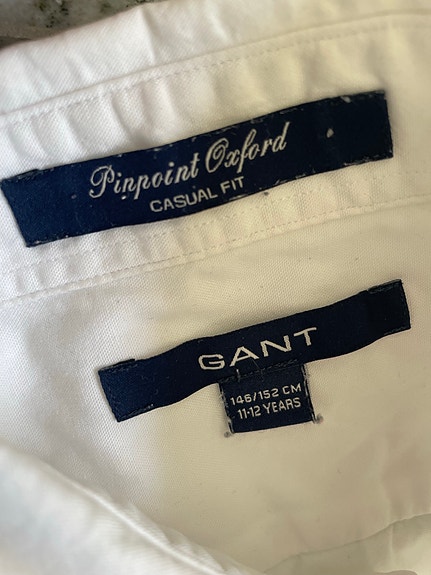 Pinpoint Oxford
CASUAL FIT
GANT
146/152 CM
11-12 YEARS